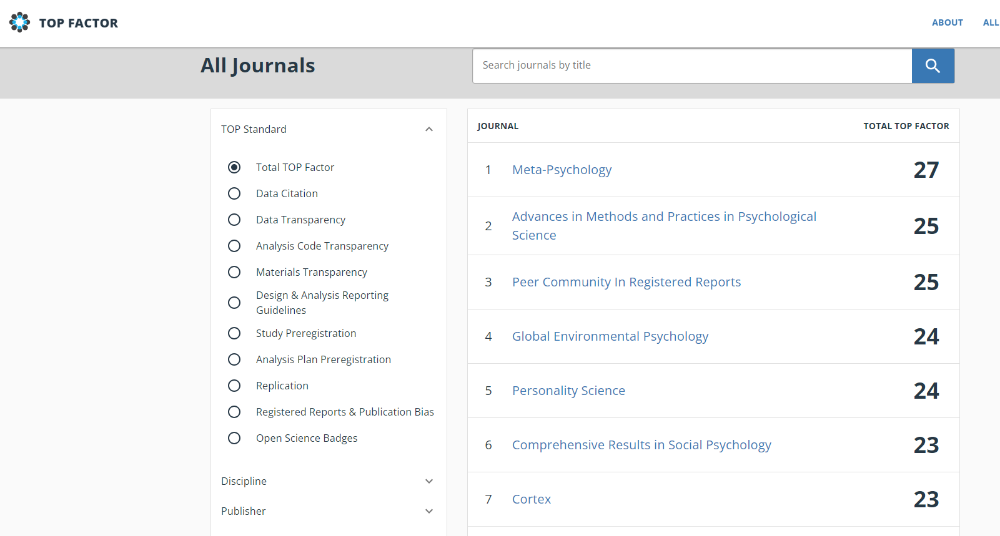 TOP FACTOR
ABOUT
ALL
All Journals
Search journals by title
TOP Standard
Total TOP Factor
Data Citation
Data Transparency
Analysis Code Transparency
Materials Transparency
Design & Analysis Reporting
Guidelines
Study Preregistration
Analysis Plan Preregistration
Replication
Registered Reports & Publication Bias
Open Science Badges
Discipline
Publisher
JOURNAL TOTAL TOP FACTOR
1 Meta-Psychology 27
2 Advances in Methods and Practices in Psychological
Science 25
3 Peer Community In Registered Reports 25
4 Global Environmental Psychology 24
5 Personality Science 24
6 Comprehensive Results in Social Psychology 23
7 Cortex 23